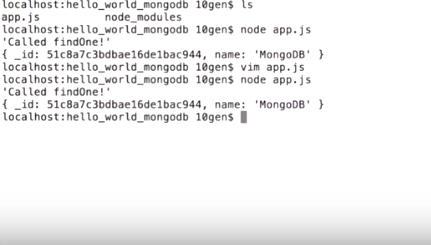 localhost:hello_world_mongodb 10gen$ ls
app.js node_modules
localhost:hello_world_mongodb 10gen$ node app.js
'Called findOne!'
{ _id: 51c8a7c3bdbae16de1bac944, name: 'MongoDB' }
localhost:hello_world_mongodb 10gen$ vim app.js
localhost:hello_world_mongodb 10gen$ node app.js
'Called findOne!'
{ _id: 51c8a7c3bdbae16de1bac944, name: 'MongoDB' }
localhost:hello_world_mongodb 10gen$